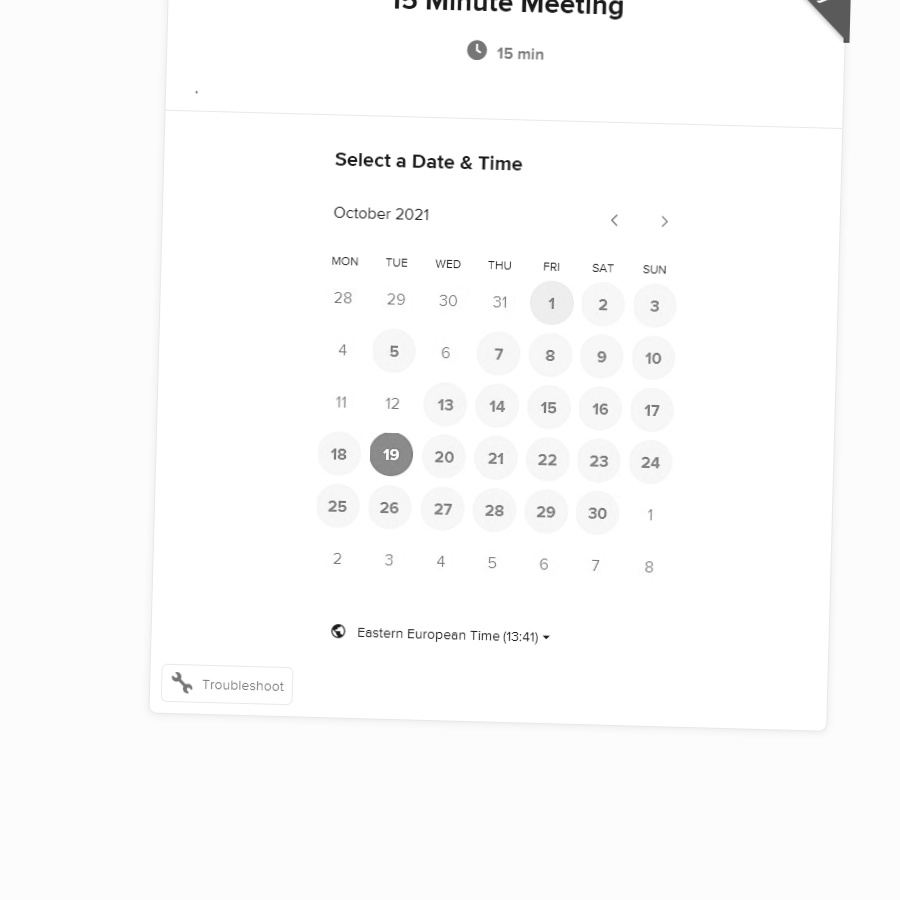 15 Minute Meeting
15 min
Select a Date & Time
October 2021
MON TUE WED THU FRI SAT SUN
28 29 30 31 1 2 3
4 5 6 7 8 9 10
11 12 13 14 15 16 17
18 19 20 21 22 23 24
25 26 27 28 29 30 1
2 3 4 5 6 7 8
Eastern European Time (13:41)
Troubleshoot